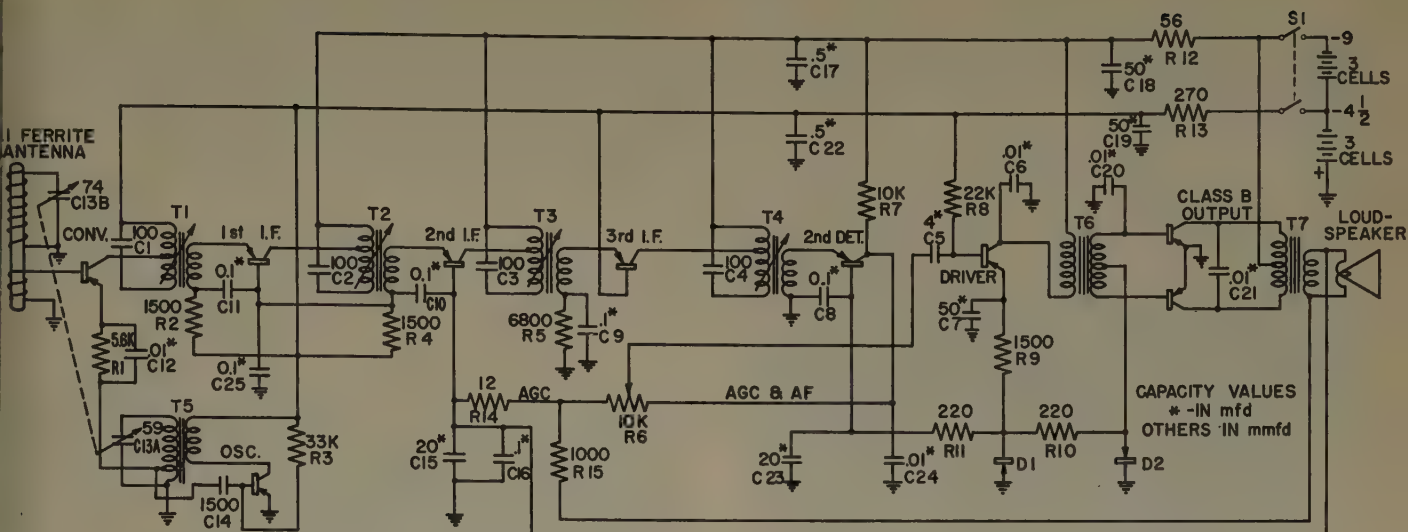 56
R12
S1
-9
3
CELLS
.5*
C17
50*
C18
270
R13
-4 1/2
.5*
C22
50*
C19
3
CELLS
+
1 FERRITE
ANTENNA
74
C13B
CONV.
100
C1
T1
1st I.F.
0.1*
C11
1500
R2
0.1*
C25
100
C2
T2
2nd I.F.
0.1*
C10
1500
R4
100
C3
T3
3rd I.F.
6800
R5
.1*
C9
100
C4
T4
2nd DET.
0.1*
C8
10K
R7
22K
R8
4*
C5
.01*
C6
DRIVER
50*
C7
1500
R9
T6
.01*
C20
CLASS B
OUTPUT
.01*
C21
T7
LOUD-
SPEAKER
5.6K
R1
.01*
C12
T5
59
C13A
OSC.
1500
C14
33K
R3
12
R14
AGC
20*
C15
.1*
C16
1000
R15
10K
R6
AGC & AF
20*
C23
220
R11
.01*
C24
220
R10
D1
D2
CAPACITY VALUES
* -IN mfd
OTHERS IN mmfd